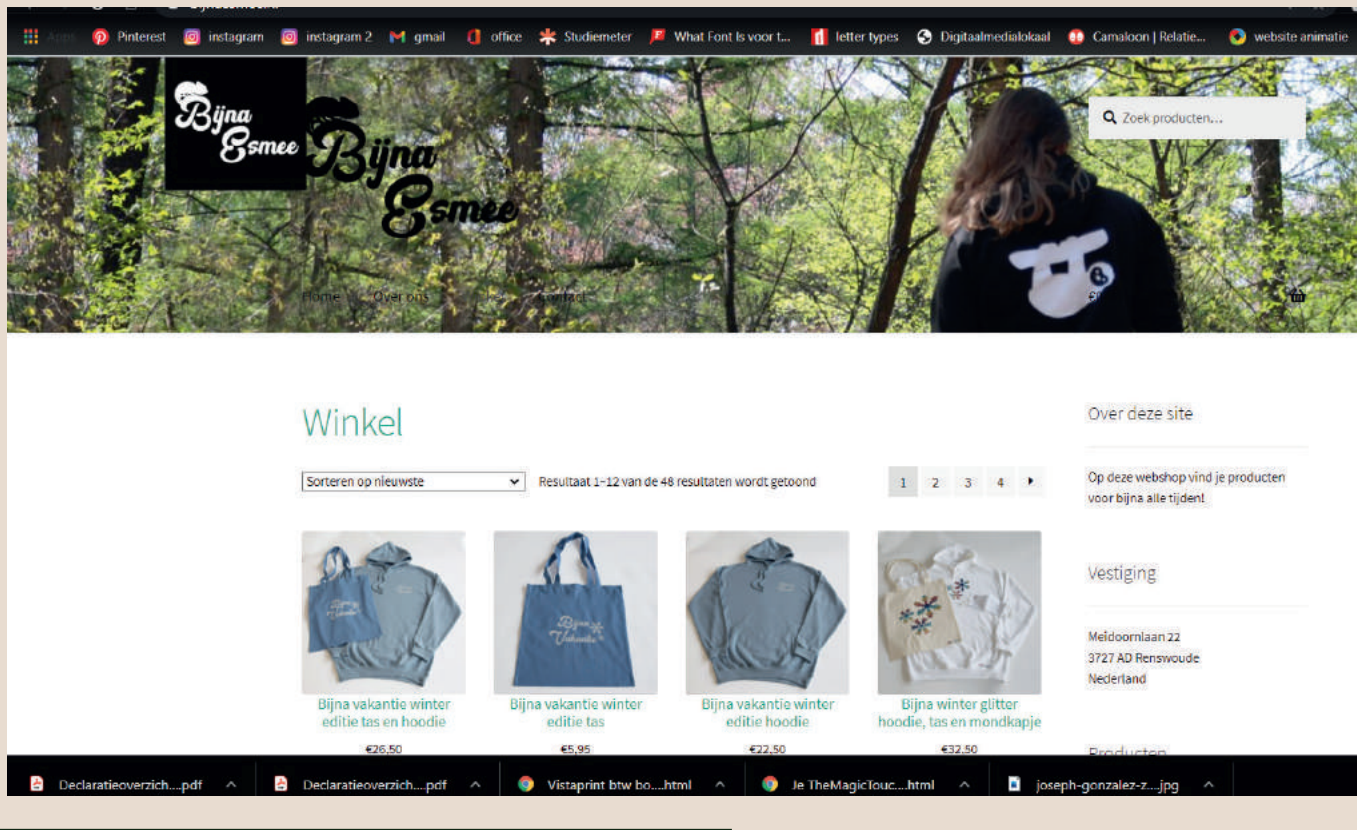 Pinterest instagram instagram 2 gmail office Studiemeter What Font Is voor t... letter types Digitaalmedialokaal Camaloon | Relatie... website animatie
Bijna
Esmee
Bijna
Esmee
Zoek producten...
Home Over ons Contact
Winkel
Sorteren op nieuwste
Resultaat 1–12 van de 48 resultaten wordt getoond
1 2 3 4
Bijna
Vakantie
Bijna vakantie winter
editie tas en hoodie
€26,50
Bijna vakantie winter
editie tas
€5,95
Bijna vakantie winter
editie hoodie
€22,50
Bijna winter glitter
hoodie, tas en mondkapje
€32,50
Over deze site
Op deze webshop vind je producten
voor bijna alle tijden!
Vestiging
Meidoornlaan 22
3727 AD Renswoude
Nederland
Producten
Declaratieoverzich....pdf Declaratieoverzich....pdf Vistaprint btw bo....html Je TheMagicTouc....html joseph-gonzalez-z....jpg